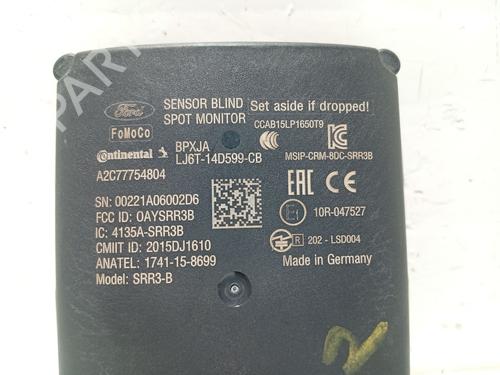 Ford
SENSOR BLIND
SPOT MONITOR
Set aside if dropped!
FoMoCo
CCAB15LP1650T9
Continental
BPXJA
LJ6T-14D599-CB
MSIP-CRM-8DC-SRR3B
A2C77754804
SN: 00221A06002D6
FCC ID: OAYSRR3B
IC: 4135A-SRR3B
CMIIT ID: 2015DJ1610
ANATEL: 1741-15-8699
Model: SRR3-B
EAC CE
10R-047527
R 202 - LSD004
Made in Germany
2